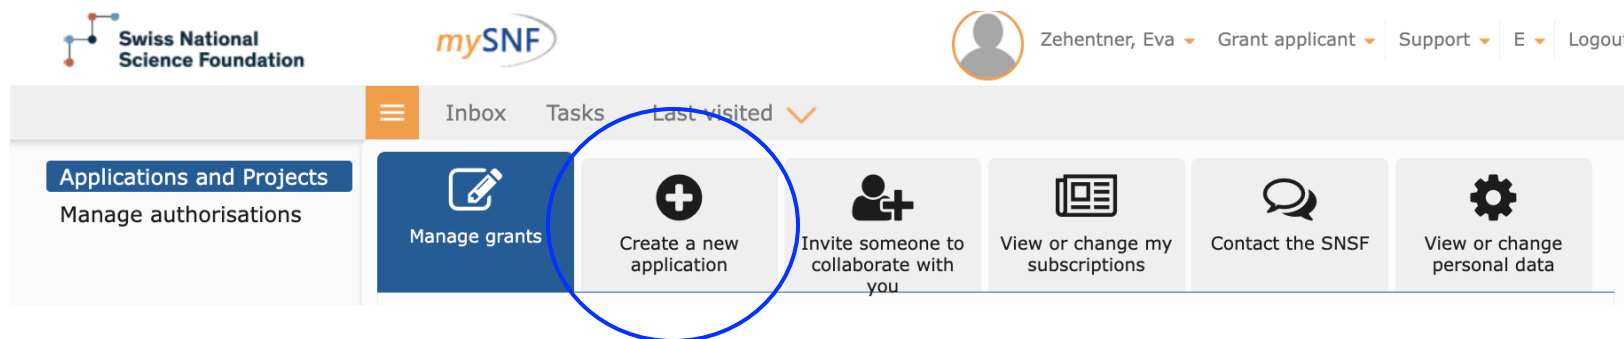 Swiss National
Science Foundation
mySNF
Zehentner, Eva
Grant applicant
Support
E
Logou
Inbox
Tasks
Last visited
Applications and Projects
Manage authorisations
Manage grants
Create a new
application
Invite someone to
collaborate with
you
View or change my
subscriptions
Contact the SNSF
View or change
personal data